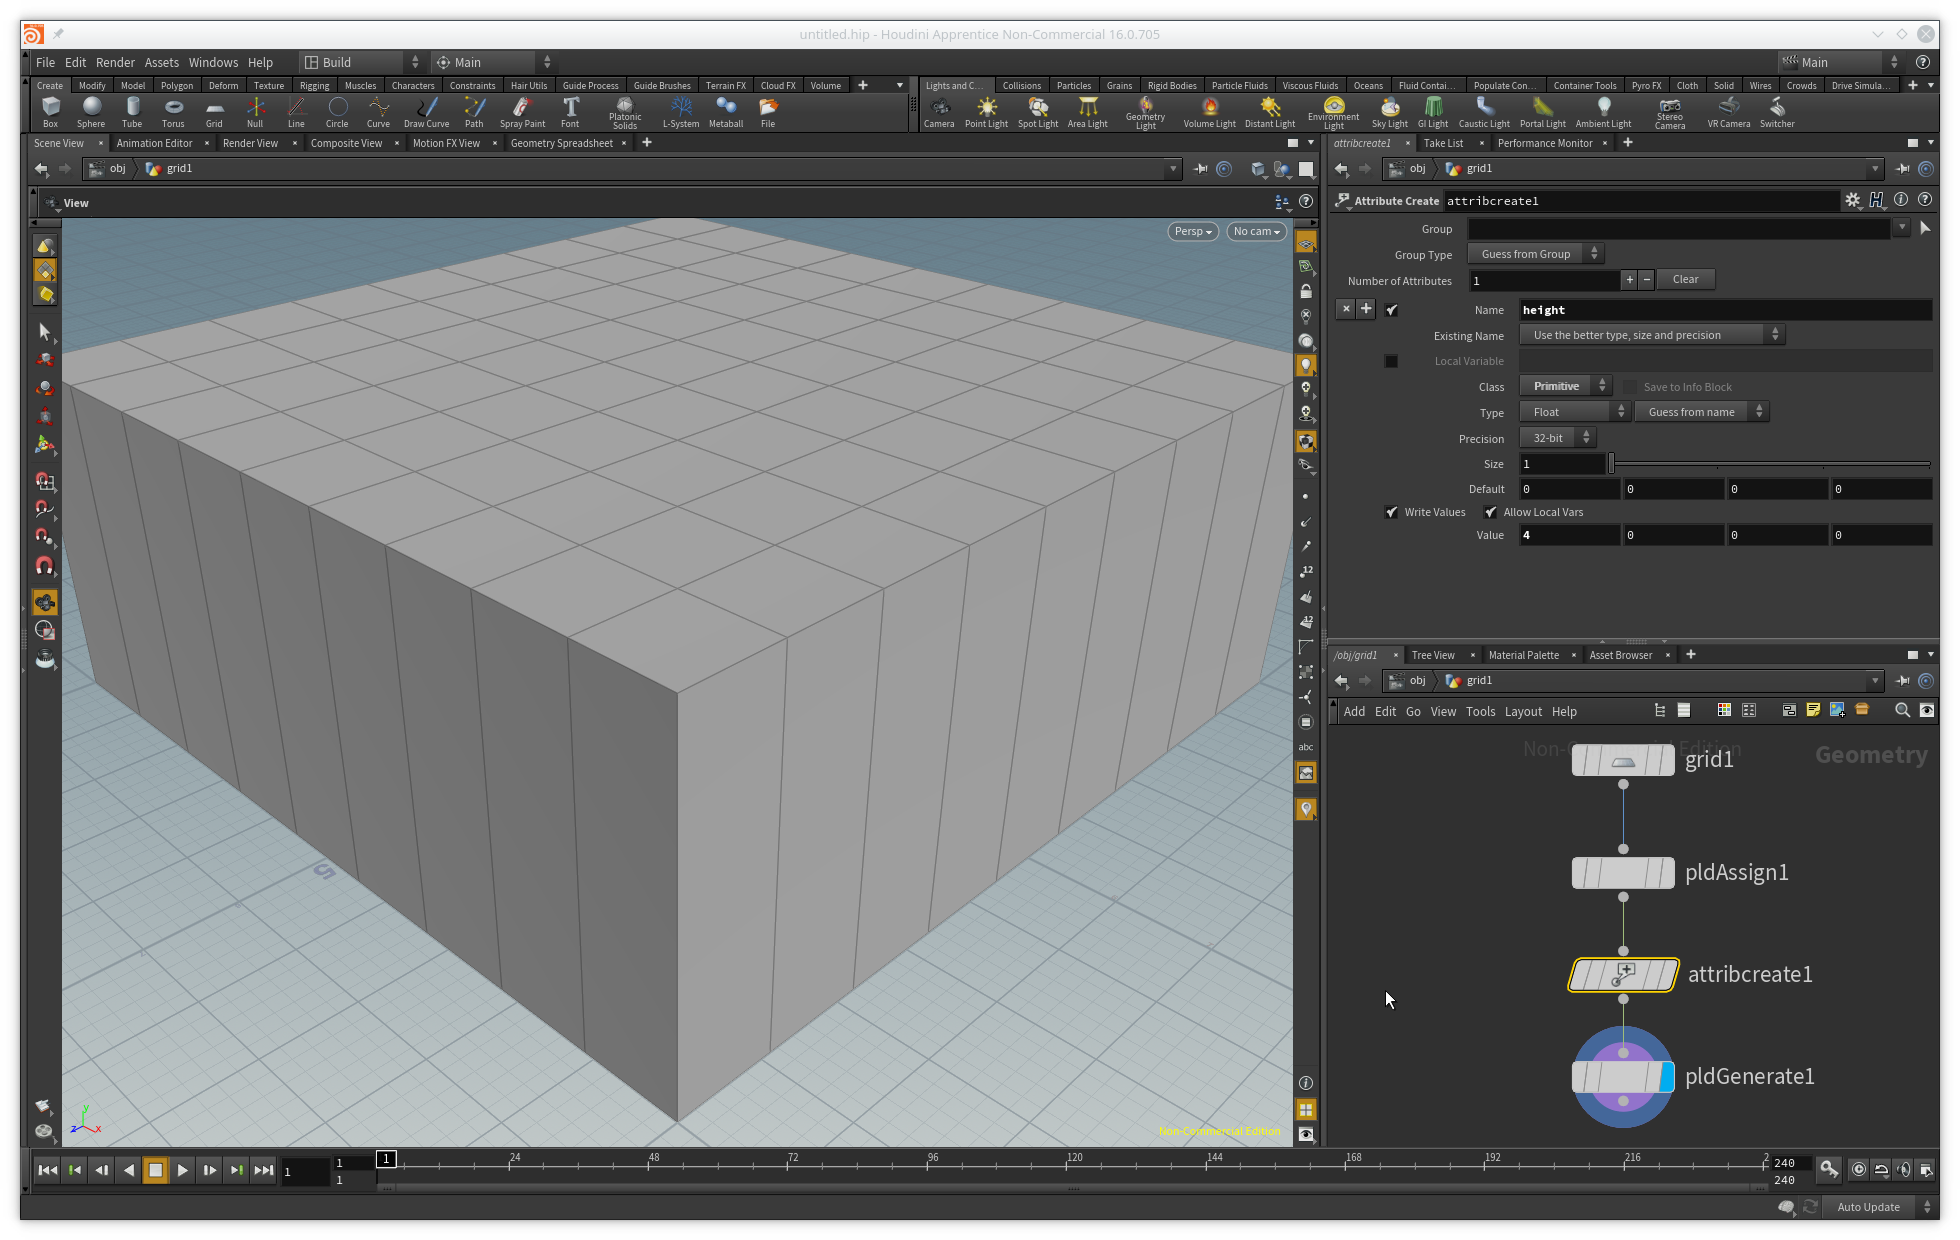 untitled.hip - Houdini Apprentice Non-Commercial 16.0.705
File Edit Render Assets Windows Help Build Main Main
Create Modify Model Polygon Deform Texture Rigging Muscles Characters Constraints Hair Utils Guide Process Guide Brushes Terrain FX Cloud FX Volume
Lights and C... Collisions Particles Grains Rigid Bodies Particle Fluids Viscous Fluids Oceans Fluid Contai... Populate Con... Container Tools Pyro FX Cloth Solid Wires Crowds Drive Simula...
Box Sphere Tube Torus Grid Null Line Circle Curve Draw Curve Path Spray Paint Font Platonic Solids L-System Metaball File
Camera Point Light Spot Light Area Light Geometry Light Volume Light Distant Light Environment Light Sky Light GI Light Caustic Light Portal Light Ambient Light Stereo Camera VR Camera Switcher
Scene View Animation Editor Render View Composite View Motion FX View Geometry Spreadsheet
attribcreate1 Take List Performance Monitor
obj grid1
obj grid1
View
Persp No cam
Attribute Create attribcreate1
Group
Group Type Guess from Group
Number of Attributes 1 + − Clear
Name height
Existing Name Use the better type, size and precision
Local Variable
Class Primitive Save to Info Block
Type Float Guess from name
Precision 32-bit
Size 1
Default 0 0 0 0
Write Values Allow Local Vars
Value 4 0 0 0
12
12
abc
5
y
z x
Non-Commercial Edition
/obj/grid1 Tree View Material Palette Asset Browser
obj grid1
Add Edit Go View Tools Layout Help
Geometry
grid1
pldAssign1
attribcreate1
pldGenerate1
1 1 1 1 24 48 72 96 120 144 168 192 216 2 240
240
Auto Update